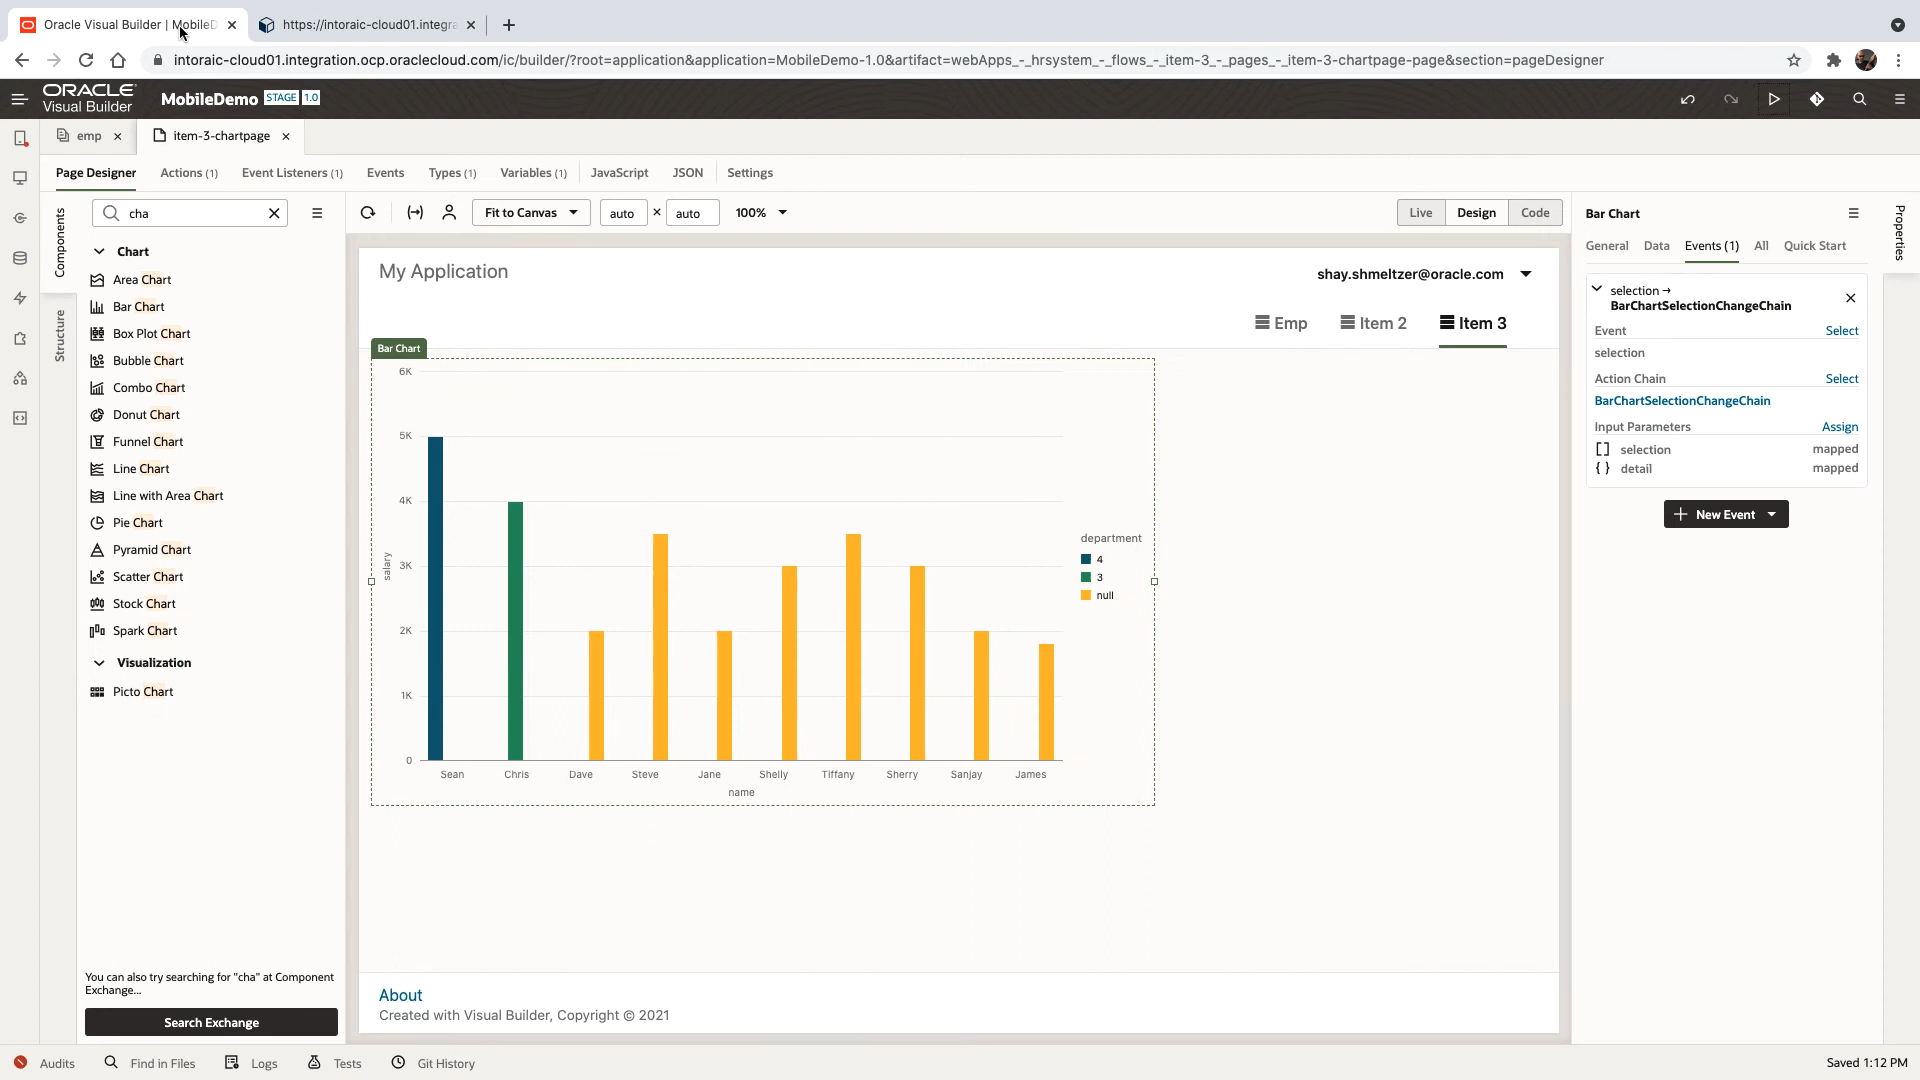 Oracle Visual Builder | MobileD
https://intoraic-cloud01.integra
intoraic-cloud01.integration.ocp.oraclecloud.com/ic/builder/?root=application&application=MobileDemo-1.0&artifact=webApps_-_hrsystem_-_flows_-_item-3_-_pages_-_item-3-chartpage-page&section=pageDesigner
ORACLE
Visual Builder
MobileDemo STAGE 1.0
emp
item-3-chartpage
Page Designer
Actions (1)
Event Listeners (1)
Events
Types (1)
Variables (1)
JavaScript
JSON
Settings
Components
Structure
cha
Chart
Area Chart
Bar Chart
Box Plot Chart
Bubble Chart
Combo Chart
Donut Chart
Funnel Chart
Line Chart
Line with Area Chart
Pie Chart
Pyramid Chart
Scatter Chart
Stock Chart
Spark Chart
Visualization
Picto Chart
You can also try searching for "cha" at Component
Exchange...
Search Exchange
Fit to Canvas
auto × auto
100%
Live
Design
Code
My Application
shay.shmeltzer@oracle.com
Emp
Item 2
Item 3
Bar Chart
6K
5K
4K
3K
2K
1K
0
salary
Sean Chris Dave Steve Jane Shelly Tiffany Sherry Sanjay James
name
department
4
3
null
About
Created with Visual Builder, Copyright © 2021
Bar Chart
General
Data
Events (1)
All
Quick Start
selection →
BarChartSelectionChangeChain
Event
Select
selection
Action Chain
Select
BarChartSelectionChangeChain
Input Parameters
Assign
[ ] selection mapped
{ } detail mapped
New Event
Properties
Audits
Find in Files
Logs
Tests
Git History
Saved 1:12 PM